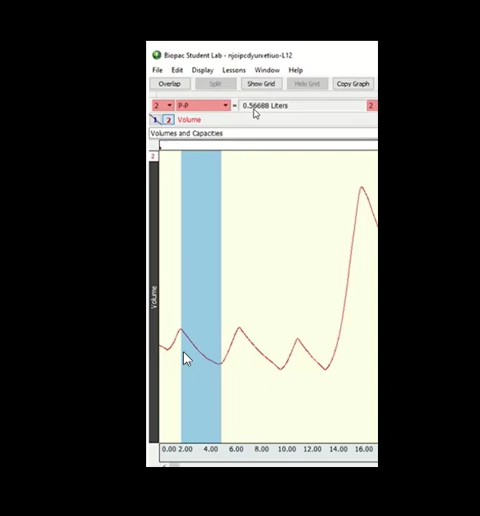 Biopac Student Lab - njoipcdyurvetiuo-L12
File Edit Display Lessons Window Help
Overlap Split Show Grid Hide Grid Copy Graph
2 P-P = 0.56688 Liters 2
1 2 Volume
Volumes and Capacities
2
Volume
0.00 2.00 4.00 6.00 8.00 10.00 12.00 14.00 16.00